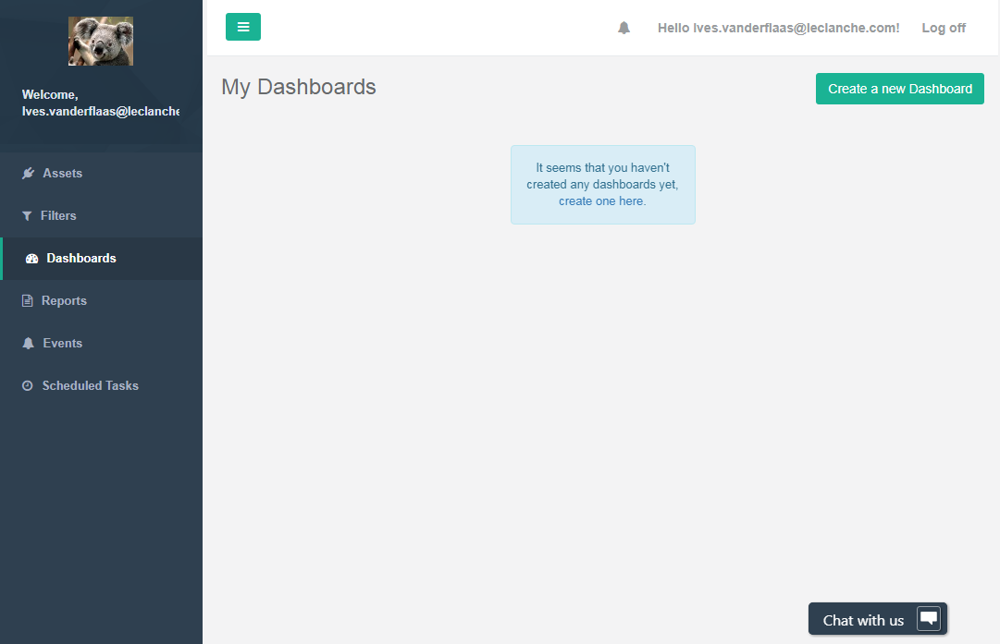 Welcome,
Ives.vanderflaas@leclanche
Assets
Filters
Dashboards
Reports
Events
Scheduled Tasks
Hello Ives.vanderflaas@leclanche.com! Log off
My Dashboards
Create a new Dashboard
It seems that you haven't
created any dashboards yet,
create one here.
Chat with us